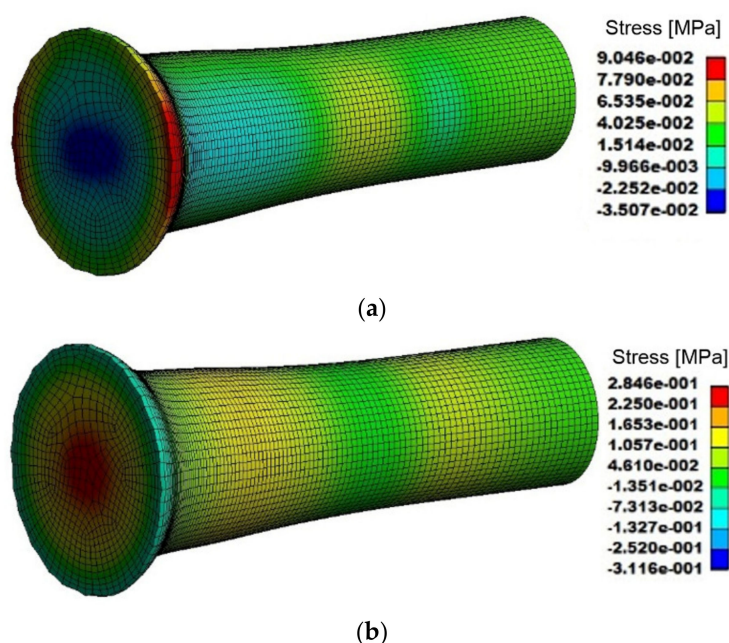 Stress [MPa]
9.046e-002
7.790e-002
6.535e-002
4.025e-002
1.514e-002
-9.966e-003
-2.252e-002
-3.507e-002
(a)
Stress [MPa]
2.846e-001
2.250e-001
1.653e-001
1.057e-001
4.610e-002
-1.351e-002
-7.313e-002
-1.327e-001
-2.520e-001
-3.116e-001
(b)